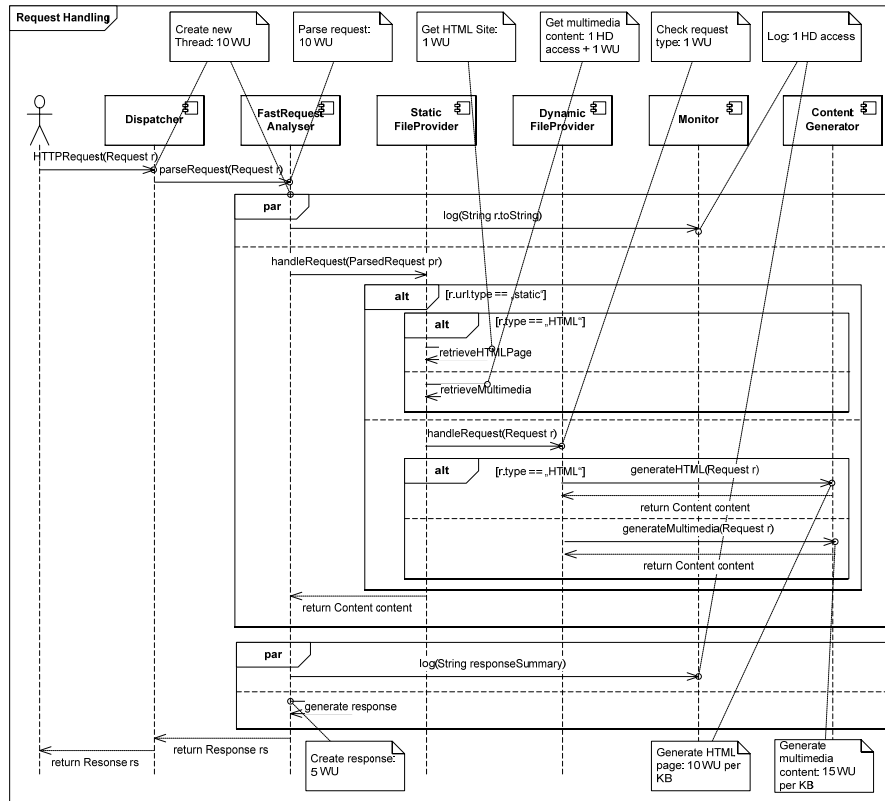 Request Handling
Create new
Thread: 10 WU
Parse request:
10 WU
Get HTML Site:
1 WU
Get multimedia
content: 1 HD
access + 1 WU
Check request
type: 1 WU
Log: 1 HD access
Dispatcher
FastRequest
Analyser
Static
FileProvider
Dynamic
FileProvider
Monitor
Content
Generator
HTTPRequest(Request r)
parseRequest(Request r)
par
log(String r.toString)
handleRequest(ParsedRequest pr)
alt
[r.url.type == „static“]
alt
[r.type == „HTML“]
retrieveHTMLPage
retrieveMultimedia
handleRequest(Request r)
alt
[r.type == „HTML“]
generateHTML(Request r)
return Content content
generateMultimedia(Request r)
return Content content
return Content content
par
log(String responseSummary)
generate response
return Response rs
return Resonse rs
Create response:
5 WU
Generate HTML
page: 10 WU per
KB
Generate
multimedia
content: 15 WU
per KB